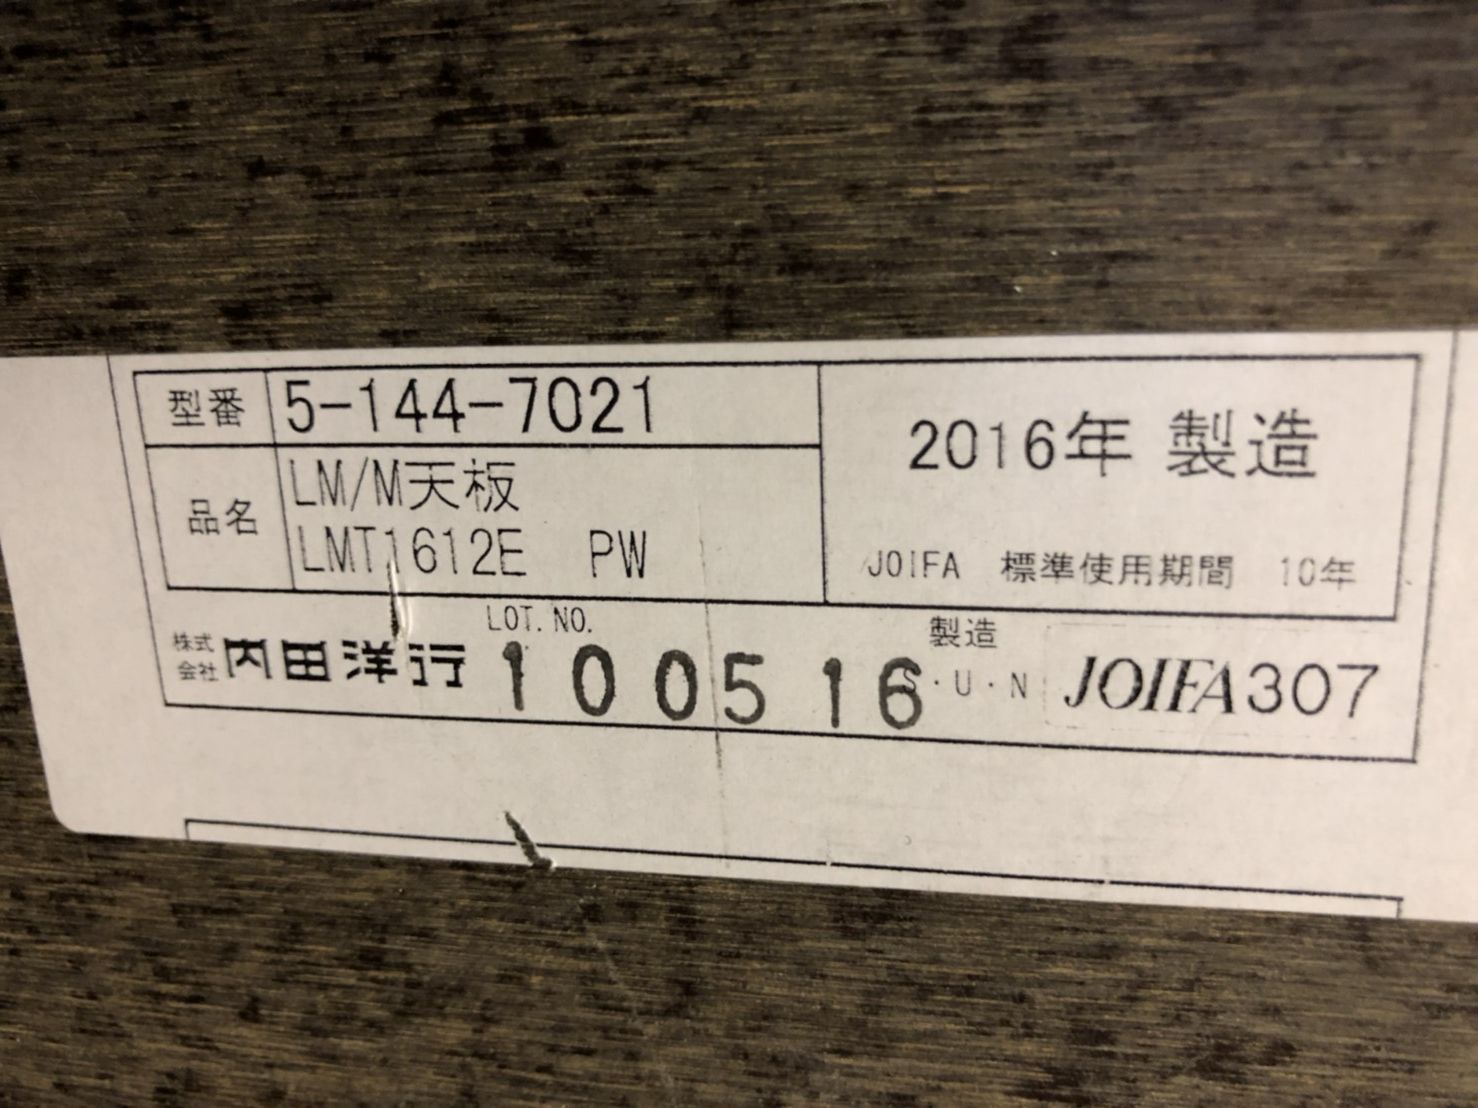 型番 5-144-7021
品名 LM/M天板
LMT1612E PW
2016年 製造
JOIFA 標準使用期間 10年
株式会社 内田洋行
LOT. NO.
100516
製造
S・U・N
JOIFA307